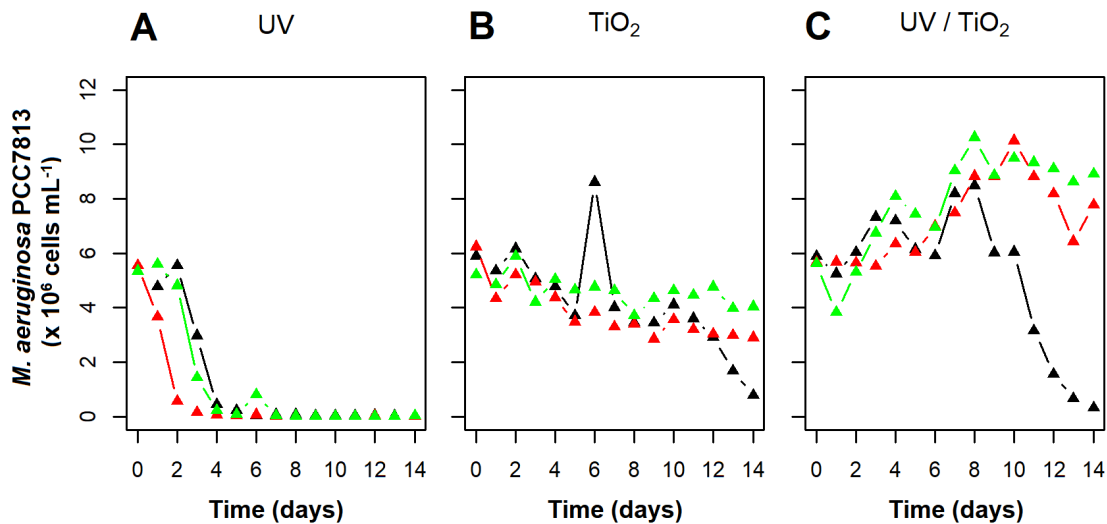 A UV
B TiO₂
C UV / TiO₂
M. aeruginosa PCC7813
(x 10⁶ cells mL⁻¹)
12
10
8
6
4
2
0
0 2 4 6 8 10 12 14
0 2 4 6 8 10 12 14
0 2 4 6 8 10 12 14
Time (days)
Time (days)
Time (days)